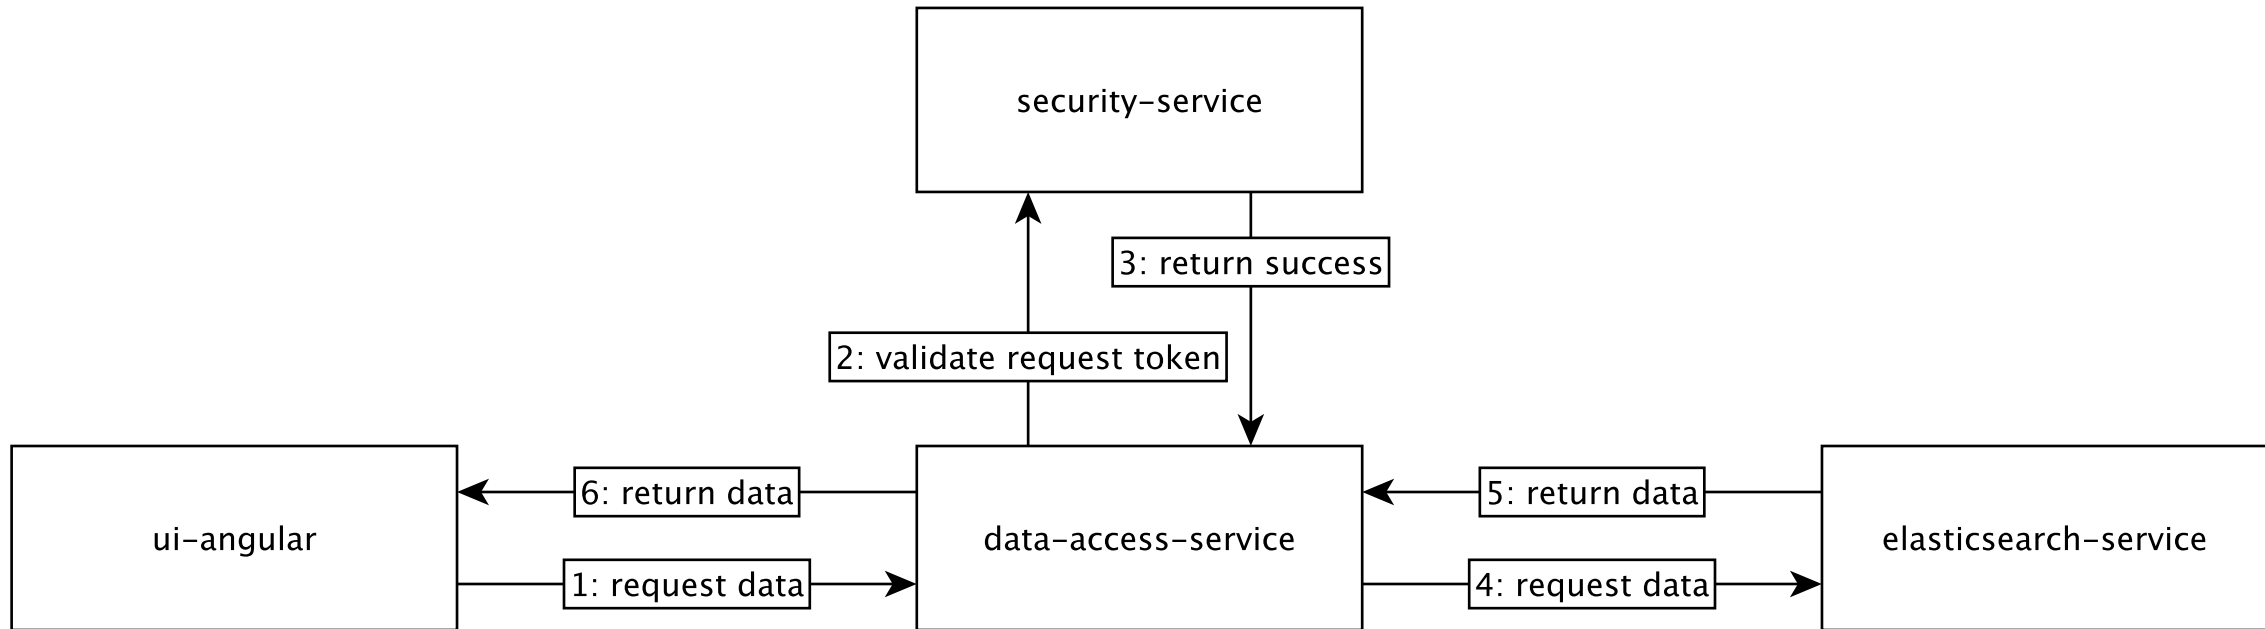 security-service
3: return success
2: validate request token
6: return data
5: return data
ui-angular
data-access-service
elasticsearch-service
1: request data
4: request data